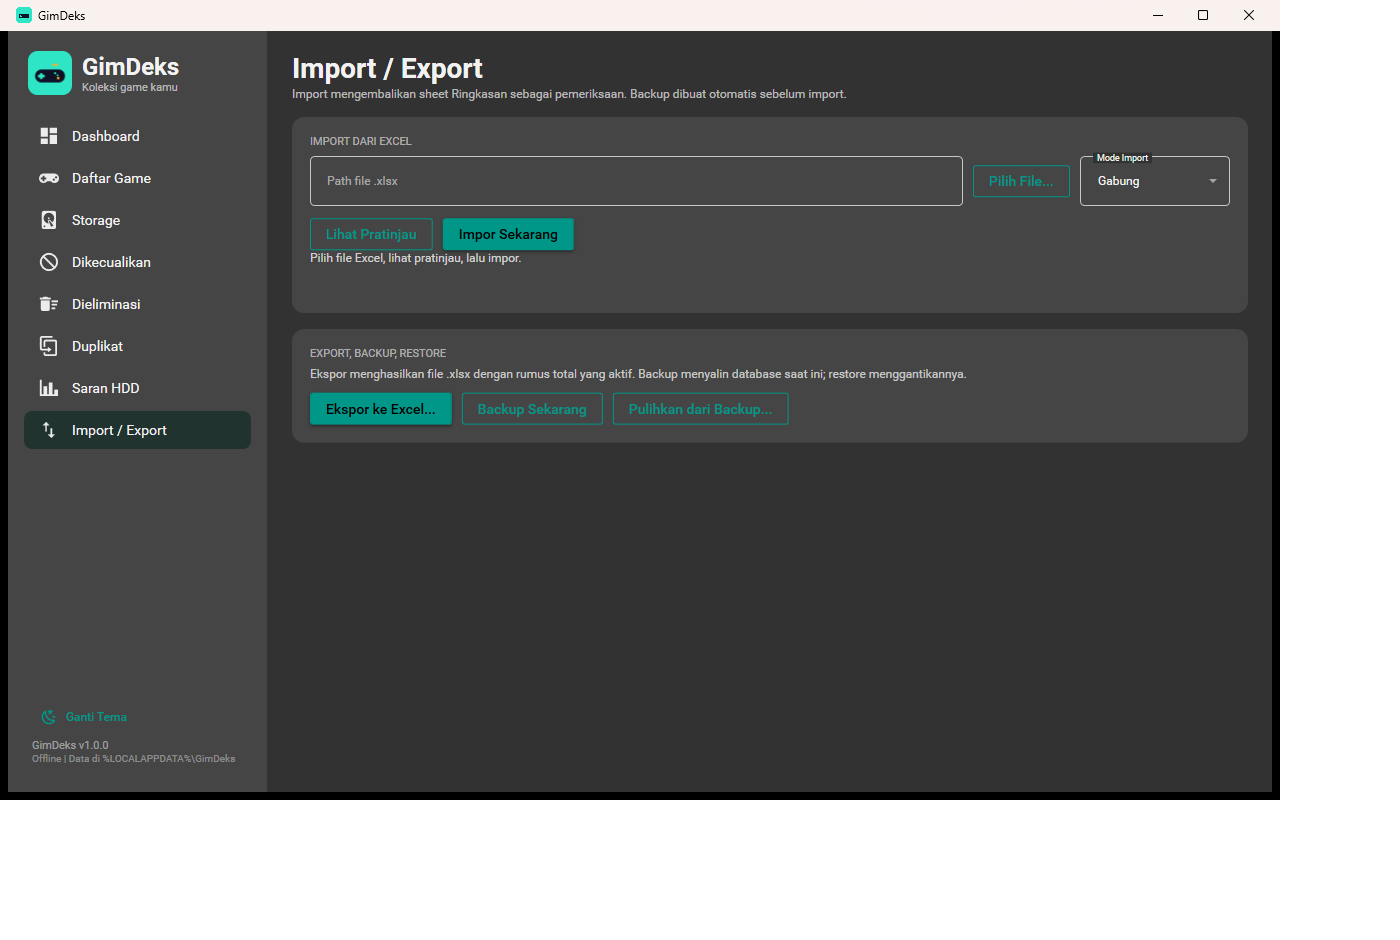 GimDeks
GimDeks
Koleksi game kamu
Dashboard
Daftar Game
Storage
Dikecualikan
Dieliminasi
Duplikat
Saran HDD
Import / Export
Ganti Tema
GimDeks v1.0.0
Offline | Data di %LOCALAPPDATA%\GimDeks
Import / Export
Import mengembalikan sheet Ringkasan sebagai pemeriksaan. Backup dibuat otomatis sebelum import.
IMPORT DARI EXCEL
Path file .xlsx
Pilih File...
Mode Import
Gabung
Lihat Pratinjau
Impor Sekarang
Pilih file Excel, lihat pratinjau, lalu impor.
EXPORT, BACKUP, RESTORE
Ekspor menghasilkan file .xlsx dengan rumus total yang aktif. Backup menyalin database saat ini; restore menggantikannya.
Ekspor ke Excel...
Backup Sekarang
Pulihkan dari Backup...